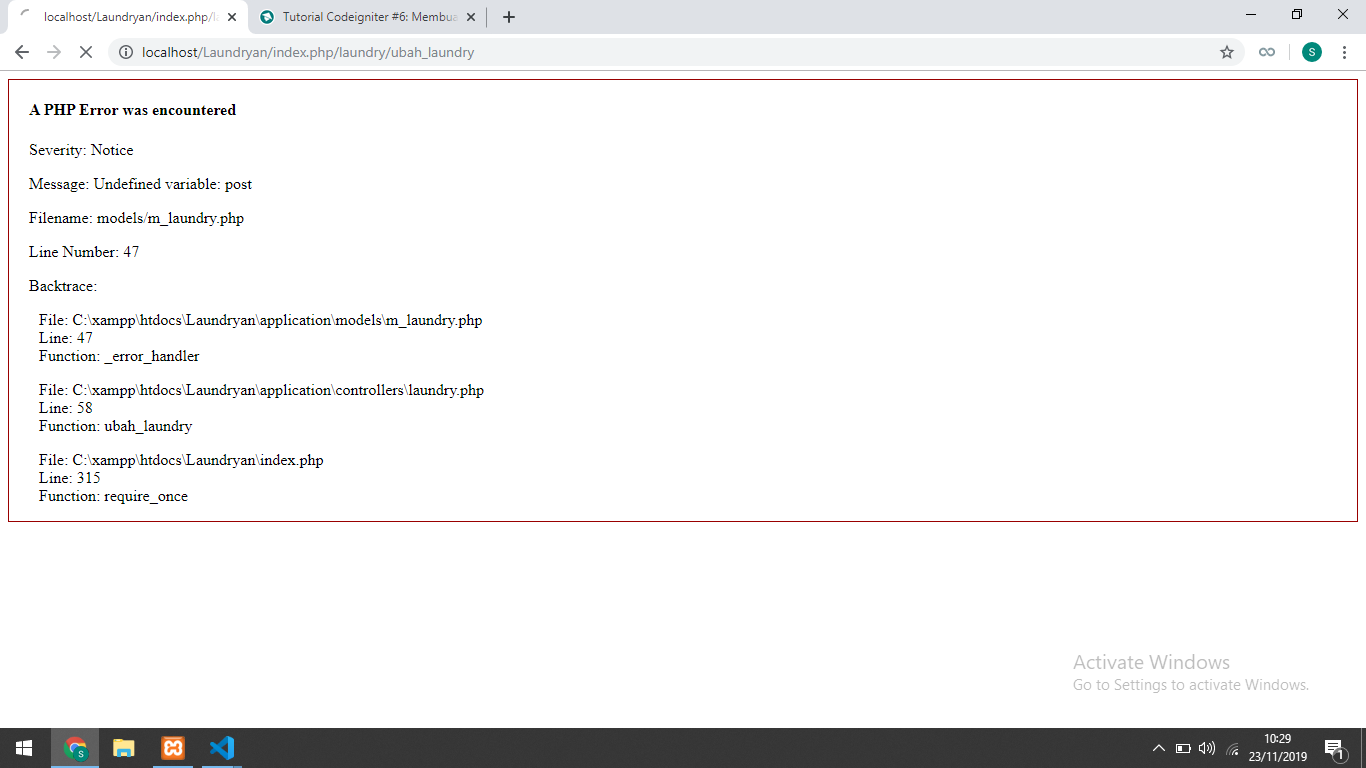 localhost/Laundryan/index.php/l
Tutorial Codeigniter #6: Membua
localhost/Laundryan/index.php/laundry/ubah_laundry
S
A PHP Error was encountered
Severity: Notice
Message: Undefined variable: post
Filename: models/m_laundry.php
Line Number: 47
Backtrace:
File: C:\xampp\htdocs\Laundryan\application\models\m_laundry.php
Line: 47
Function: _error_handler
File: C:\xampp\htdocs\Laundryan\application\controllers\laundry.php
Line: 58
Function: ubah_laundry
File: C:\xampp\htdocs\Laundryan\index.php
Line: 315
Function: require_once
Activate Windows
Go to Settings to activate Windows.
S
10:29
23/11/2019
1